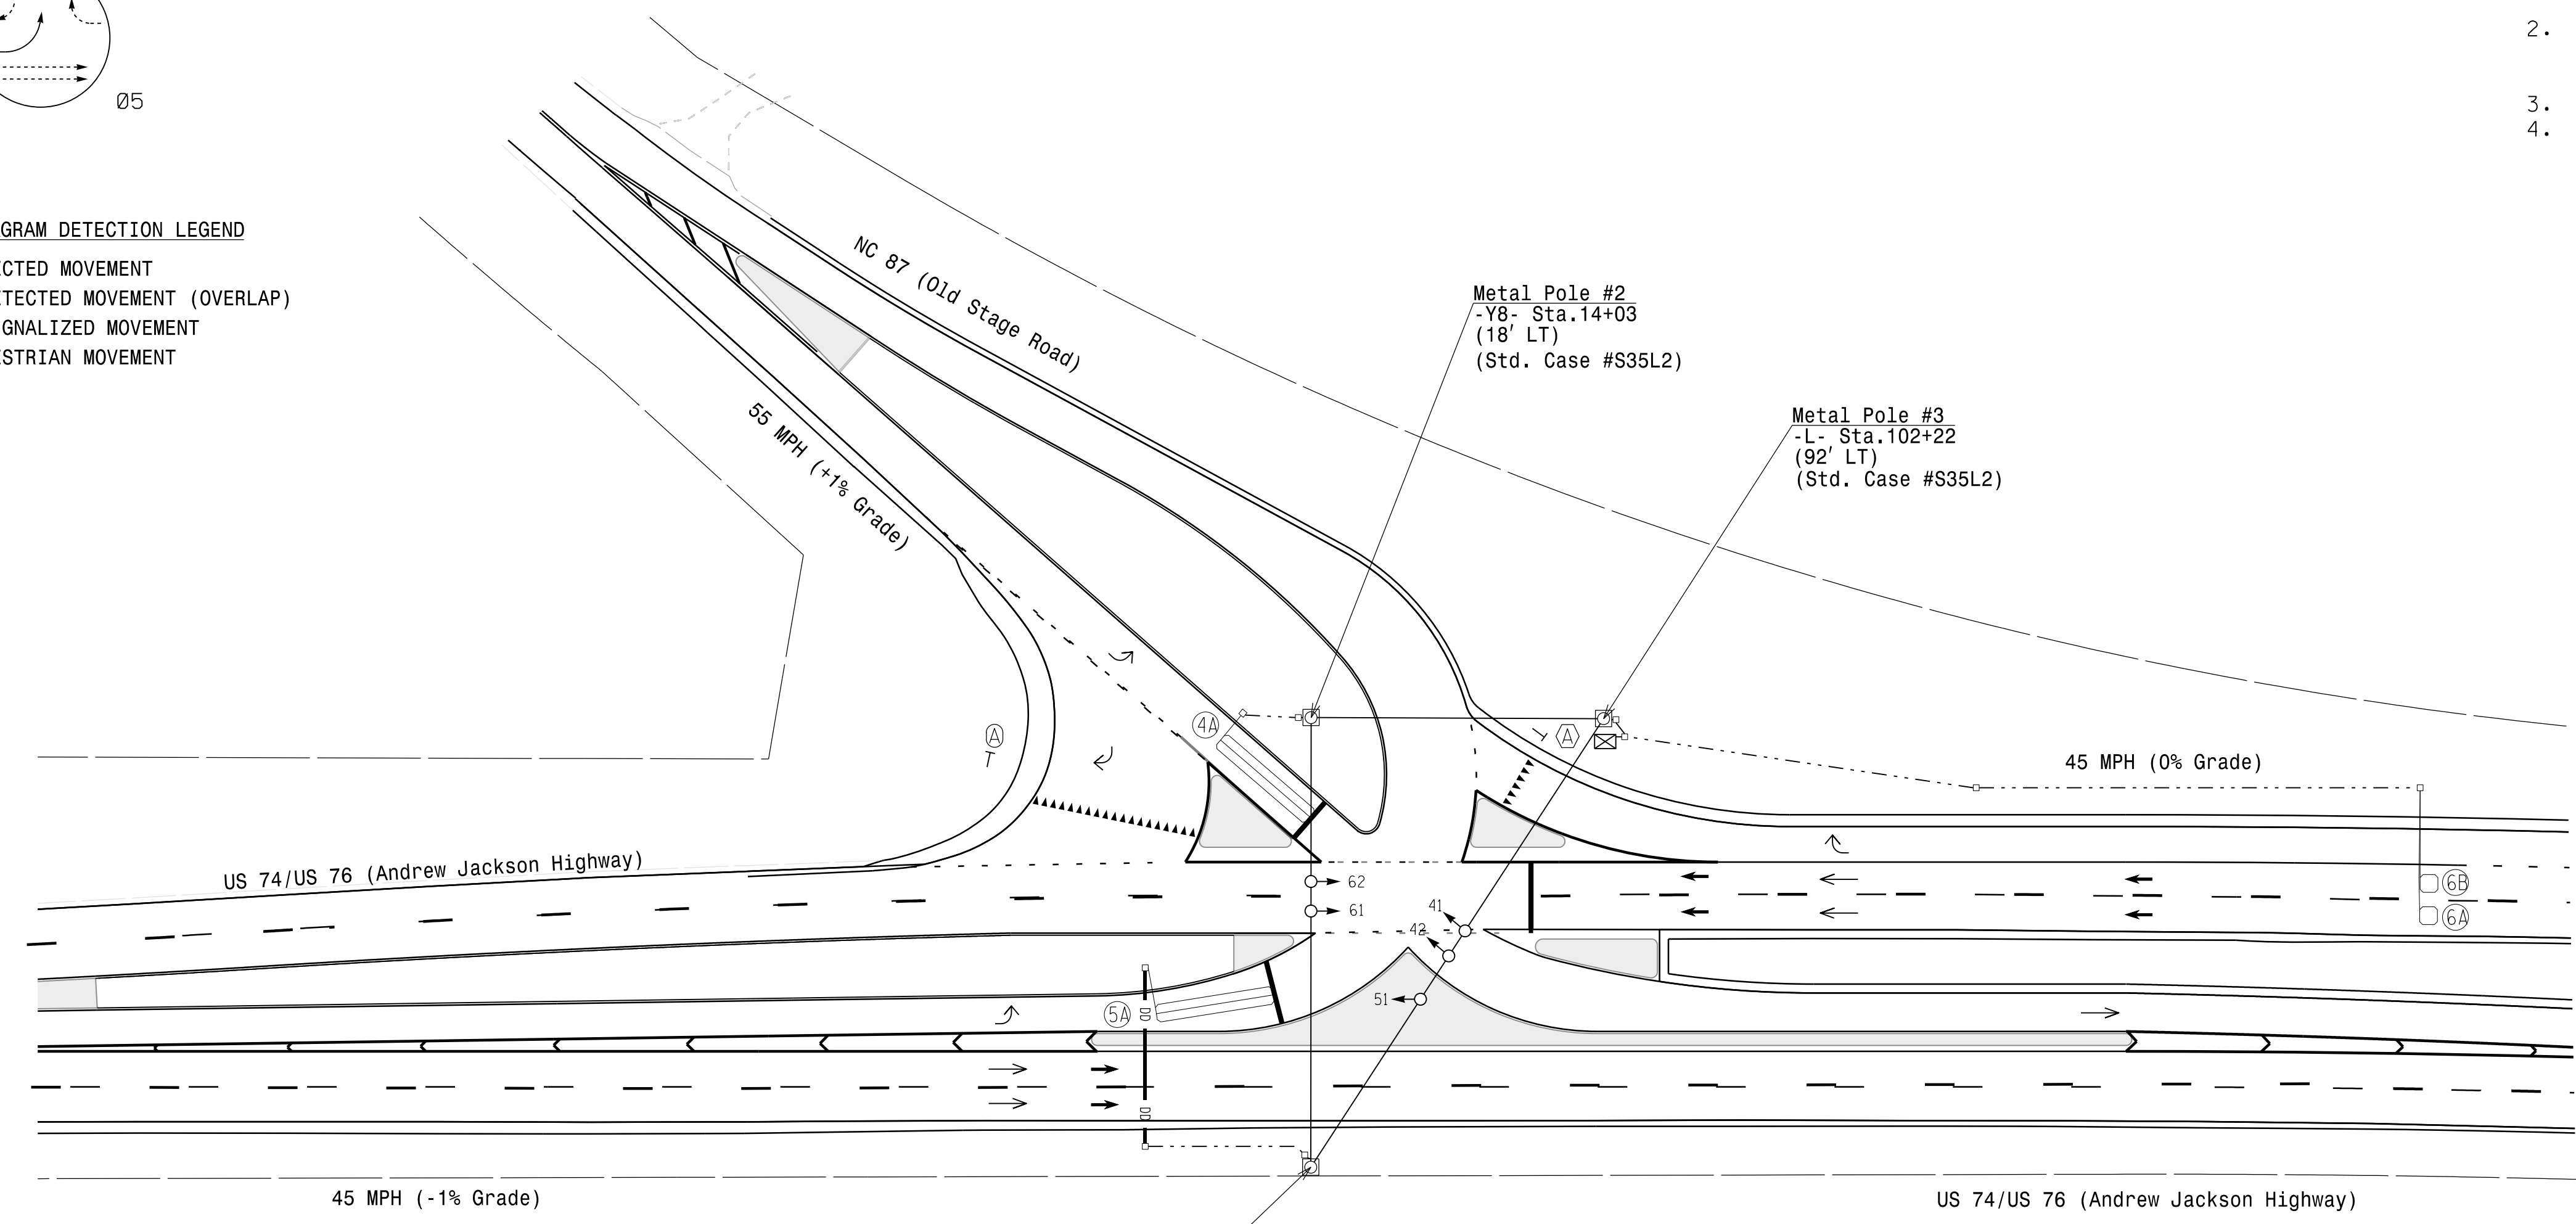 2.
Ø5
3.
4.
GRAM DETECTION LEGEND
CTED MOVEMENT
TECTED MOVEMENT (OVERLAP)
GNALIZED MOVEMENT
STRIAN MOVEMENT
NC 87 (Old Stage Road)
55 MPH (+1% Grade)
Metal Pole #2
-Y8- Sta.14+03
(18' LT)
(Std. Case #S35L2)
Metal Pole #3
-L- Sta.102+22
(92' LT)
(Std. Case #S35L2)
4A
A
T
A
T
45 MPH (0% Grade)
US 74/US 76 (Andrew Jackson Highway)
62
61
41
42
51
6B
6A
5A
DD
DD
45 MPH (-1% Grade)
US 74/US 76 (Andrew Jackson Highway)